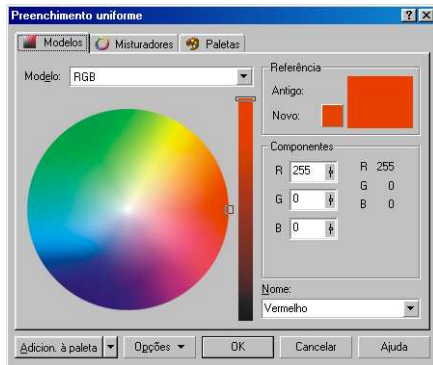 Preenchimento uniforme
Modelos Misturadores Paletas
Modelo: RGB
Referência
Antigo:
Novo:
Componentes
R 255 R 255
G 0 G 0
B 0 B 0
Nome:
Vermelho
Adicion. à paleta Opções OK Cancelar Ajuda